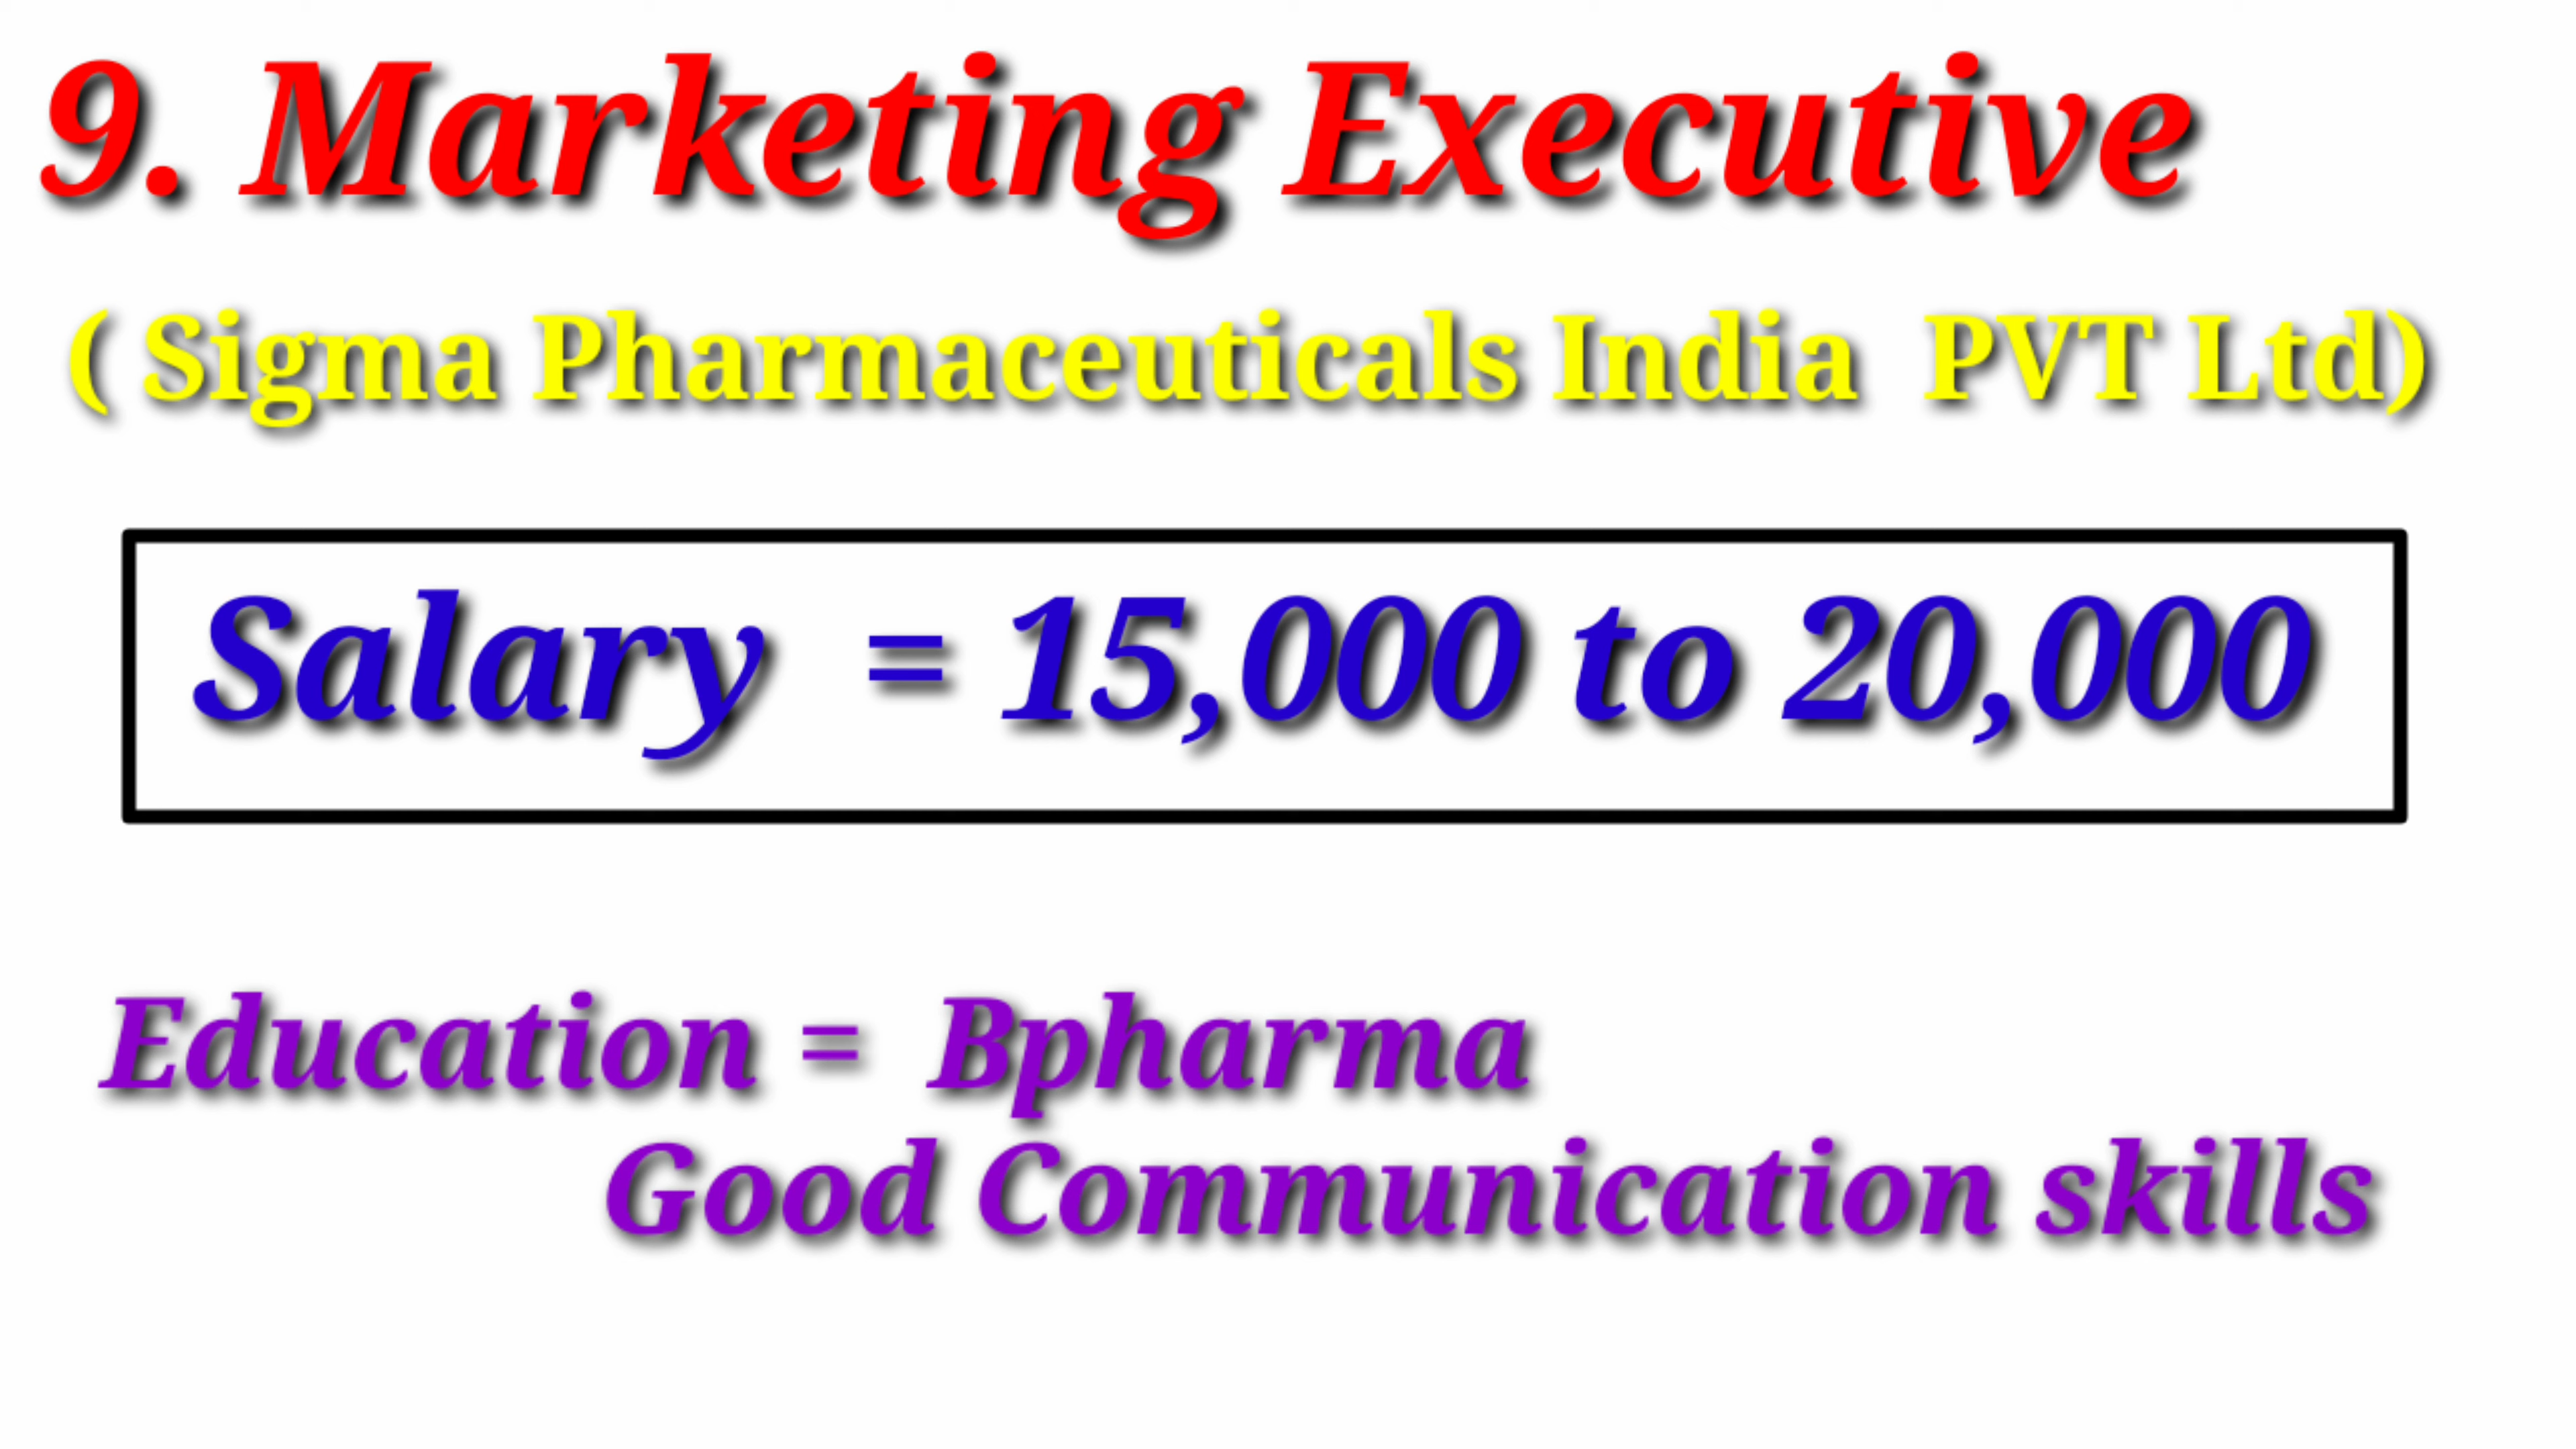 9. Marketing Executive
( Sigma Pharmaceuticals India PVT Ltd)
Salary = 15,000 to 20,000
Education = Bpharma
Good Communication skills